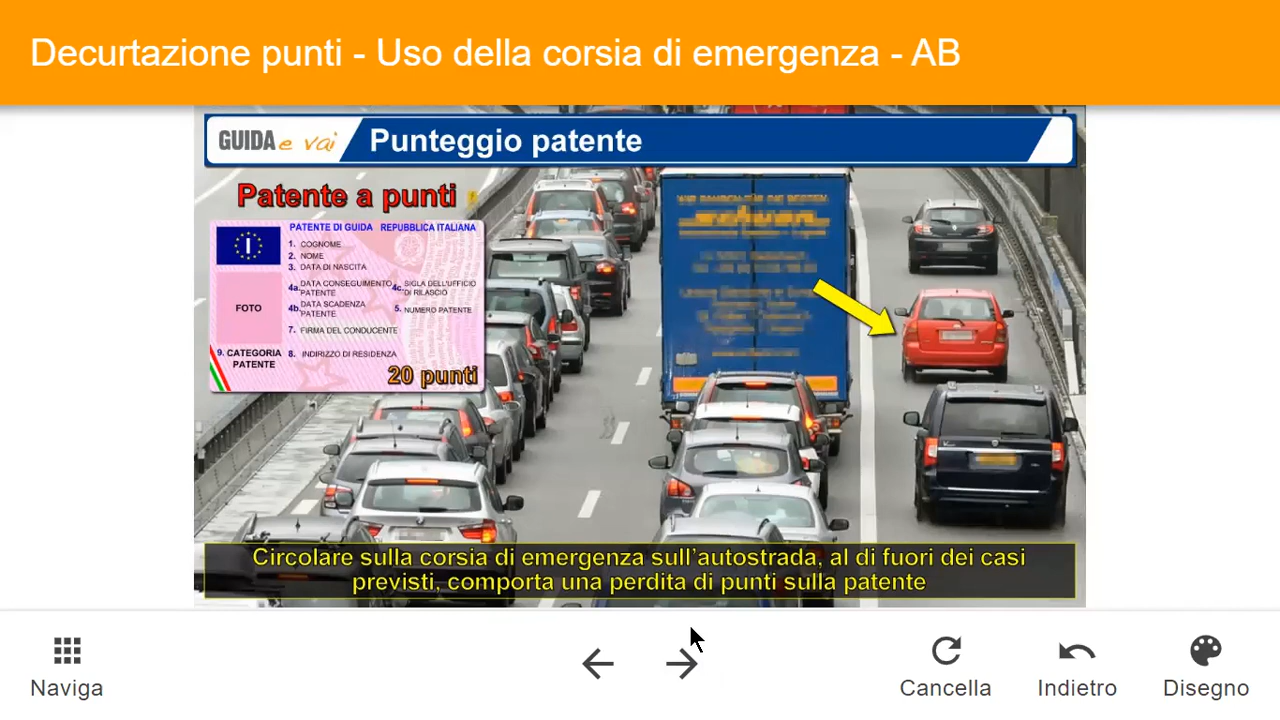 Decurtazione punti - Uso della corsia di emergenza - AB
GUIDA e vai
Punteggio patente
Patente a punti
PATENTE DI GUIDA REPUBBLICA ITALIANA
I
1. COGNOME
2. NOME
3. DATA DI NASCITA
4a. DATA CONSEGUIMENTO PATENTE
4c. SIGLA DELL'UFFICIO DI RILASCIO
4b. DATA SCADENZA PATENTE
5. NUMERO PATENTE
FOTO
7. FIRMA DEL CONDUCENTE
9. CATEGORIA PATENTE
8. INDIRIZZO DI RESIDENZA
20 punti
Circolare sulla corsia di emergenza sull'autostrada, al di fuori dei casi
previsti, comporta una perdita di punti sulla patente
Naviga
Cancella
Indietro
Disegno